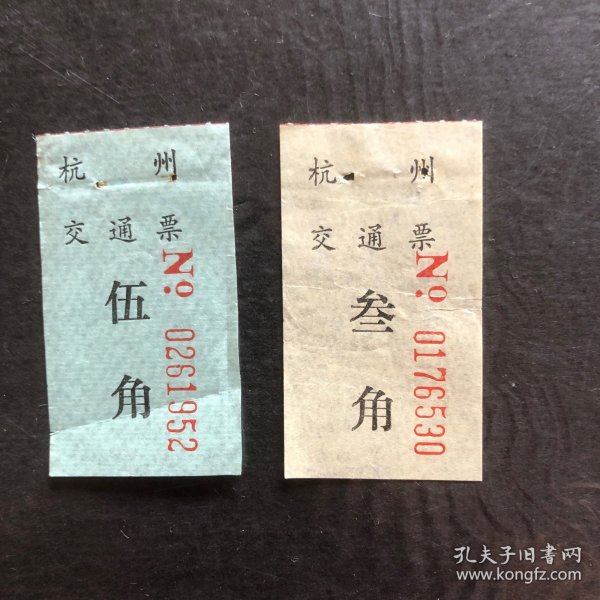 杭州
交通票
伍角
No 0261952
杭州
交通票
叁角
No 0176530
孔夫子旧書网
www.kongfz.com